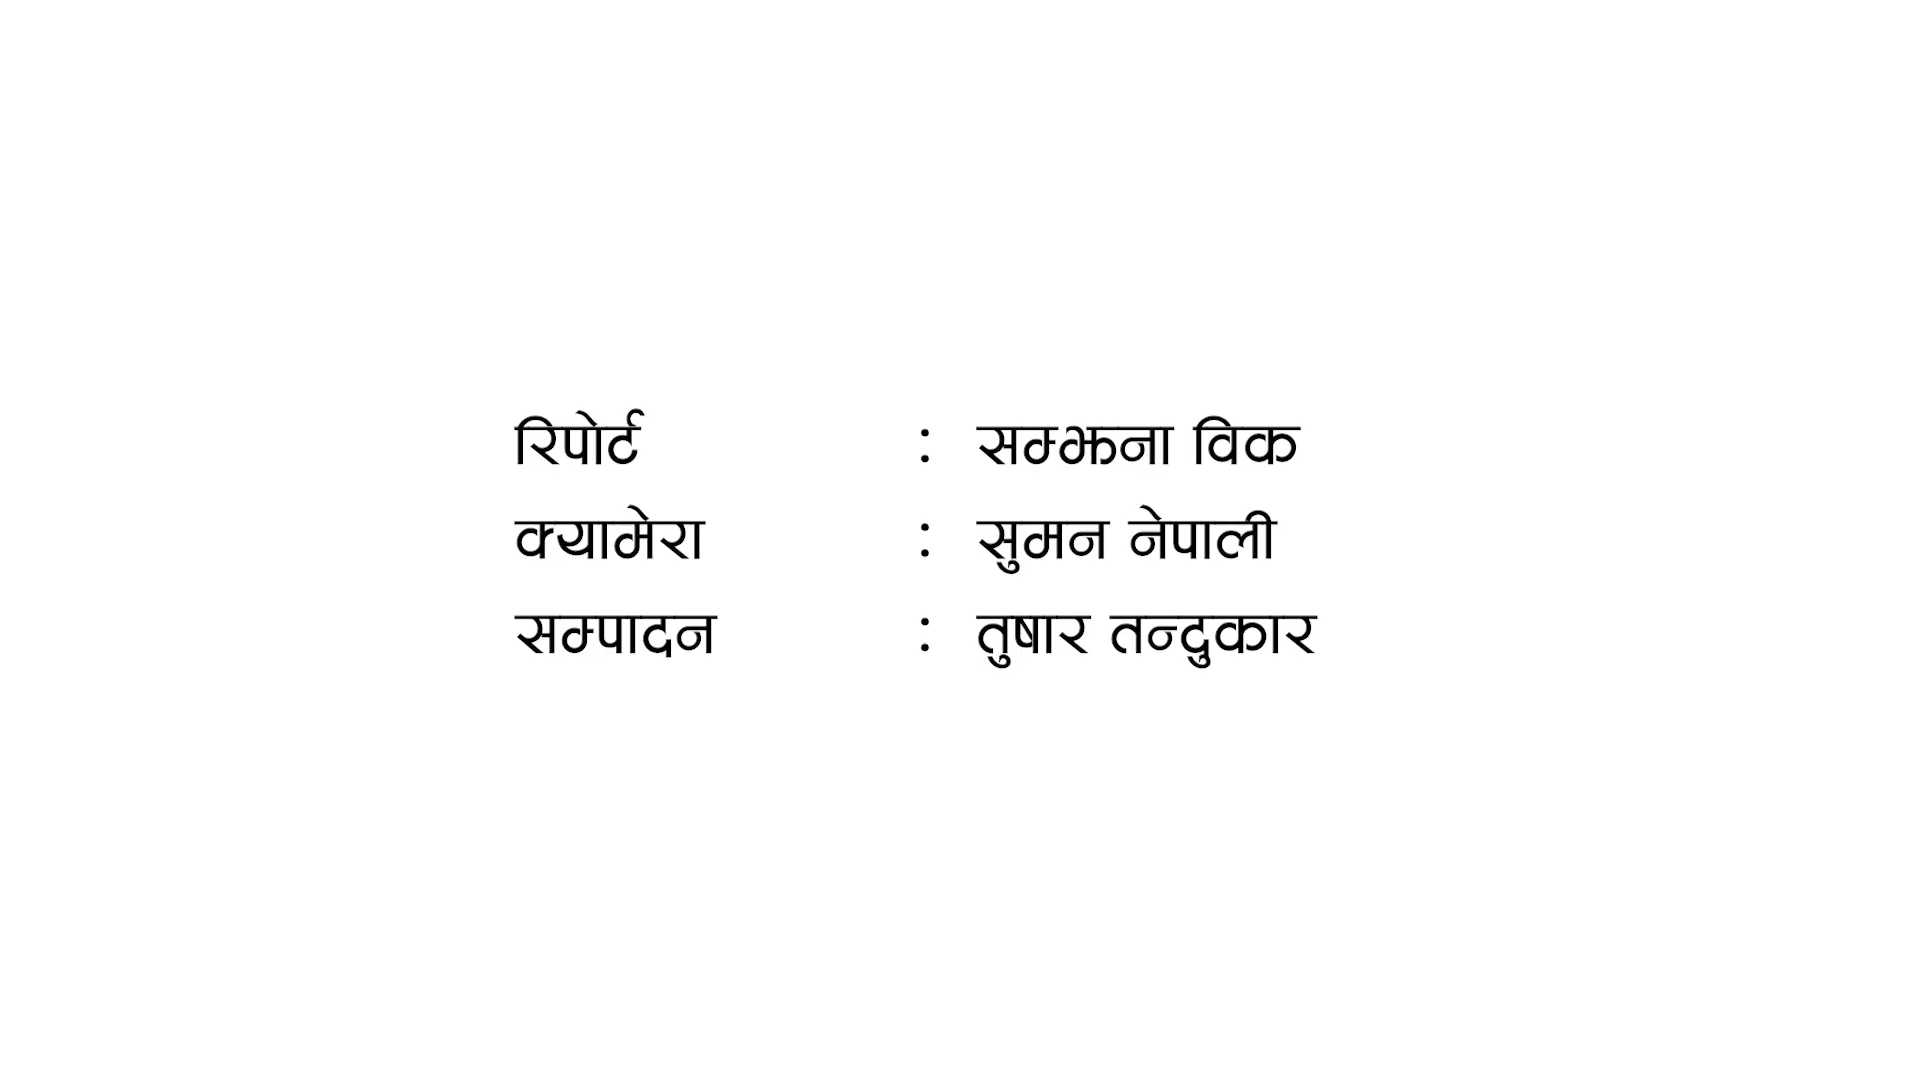 रिपोर्ट : सम्झना विक
क्यामेरा : सुमन नेपाली
सम्पादन : तुषार तन्दुकार